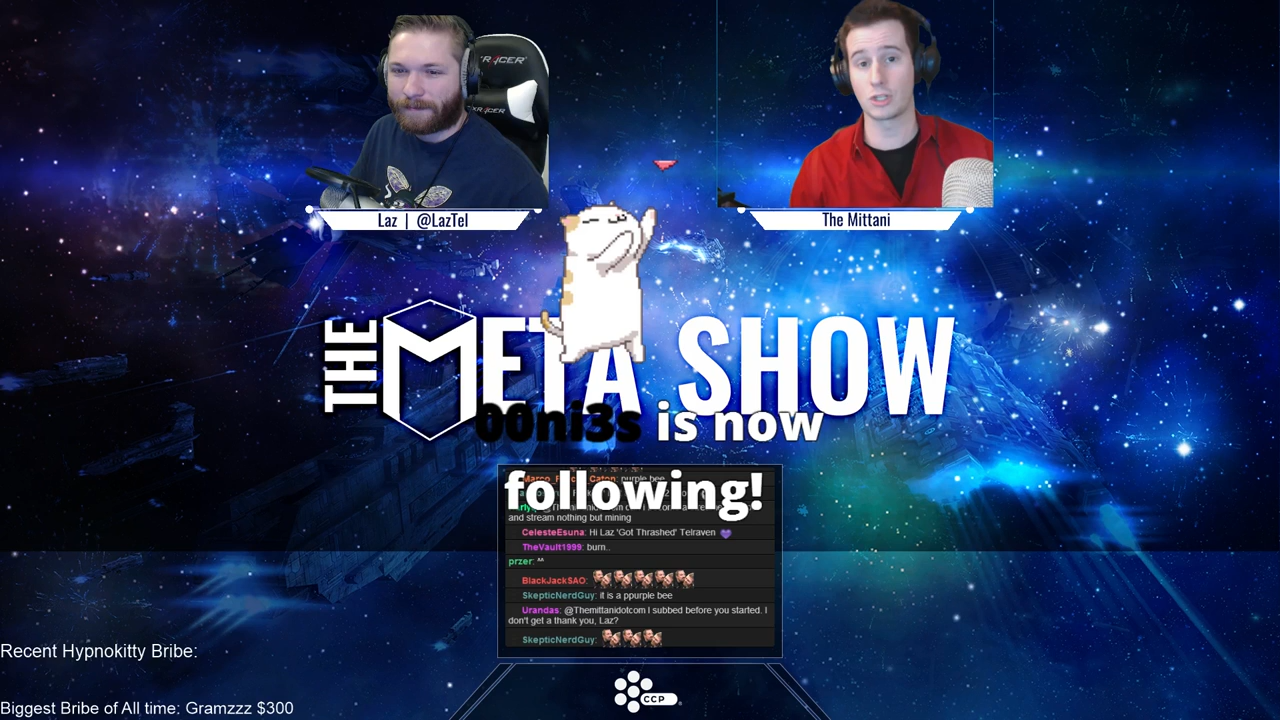 XRACER
XRACER
Laz | @LazTel
The Mittani
THE META SHOW
00ni3s is now
following!
purple bee
and stream nothing but mining
CelesteEsuna: Hi Laz 'Got Thrashed' Telraven
TheVault1999: burn..
przer: ^^
BlackJackSAO:
SkepticNerdGuy: it is a ppurple bee
Urandas: @Themittanidotcom I subbed before you started. I
don't get a thank you, Laz?
SkepticNerdGuy:
Recent Hypnokitty Bribe:
Biggest Bribe of All time: Gramzzz $300
CCP